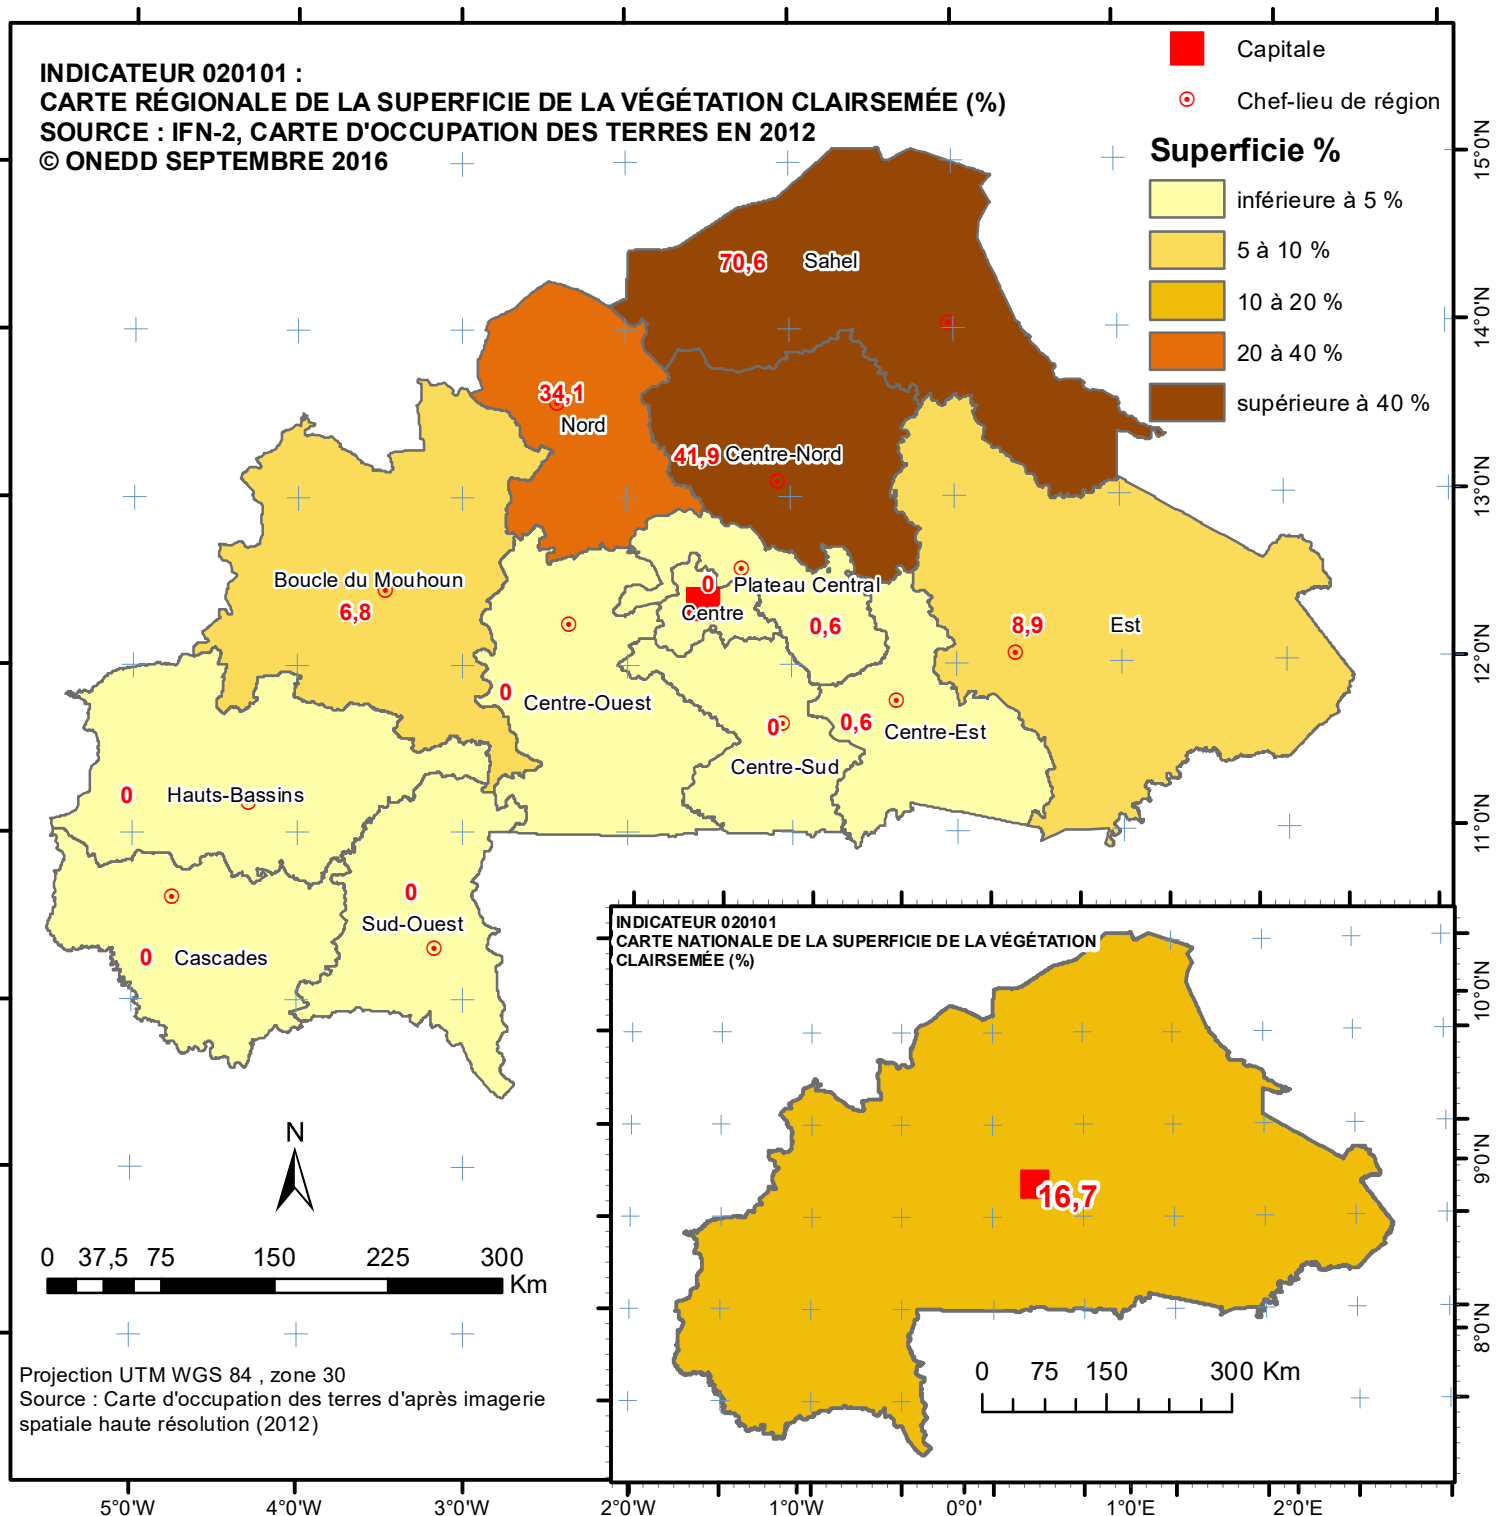 INDICATEUR 020101 :
CARTE RÉGIONALE DE LA SUPERFICIE DE LA VÉGÉTATION CLAIRSEMÉE (%)
SOURCE : IFN-2, CARTE D'OCCUPATION DES TERRES EN 2012
© ONEDD SEPTEMBRE 2016
Capitale
Chef-lieu de région
Superficie %
inférieure à 5 %
5 à 10 %
10 à 20 %
20 à 40 %
supérieure à 40 %
70,6 Sahel
34,1
Nord
41,9 Centre-Nord
Boucle du Mouhoun
6,8
0 Plateau Central
Centre
0,6
8,9 Est
0 Centre-Ouest
0
Centre-Sud
0,6 Centre-Est
0 Hauts-Bassins
0
Sud-Ouest
0 Cascades
N
0 37,5 75 150 225 300
Km
Projection UTM WGS 84 , zone 30
Source : Carte d'occupation des terres d'après imagerie
spatiale haute résolution (2012)
INDICATEUR 020101
CARTE NATIONALE DE LA SUPERFICIE DE LA VÉGÉTATION
CLAIRSEMÉE (%)
16,7
0 75 150 300 Km
15°0'N
14°0'N
13°0'N
12°0'N
11°0'N
10°0'N
9°0'N
8°0'N
5°0'W 4°0'W 3°0'W 2°0'W 1°0'W 0°0' 1°0'E 2°0'E